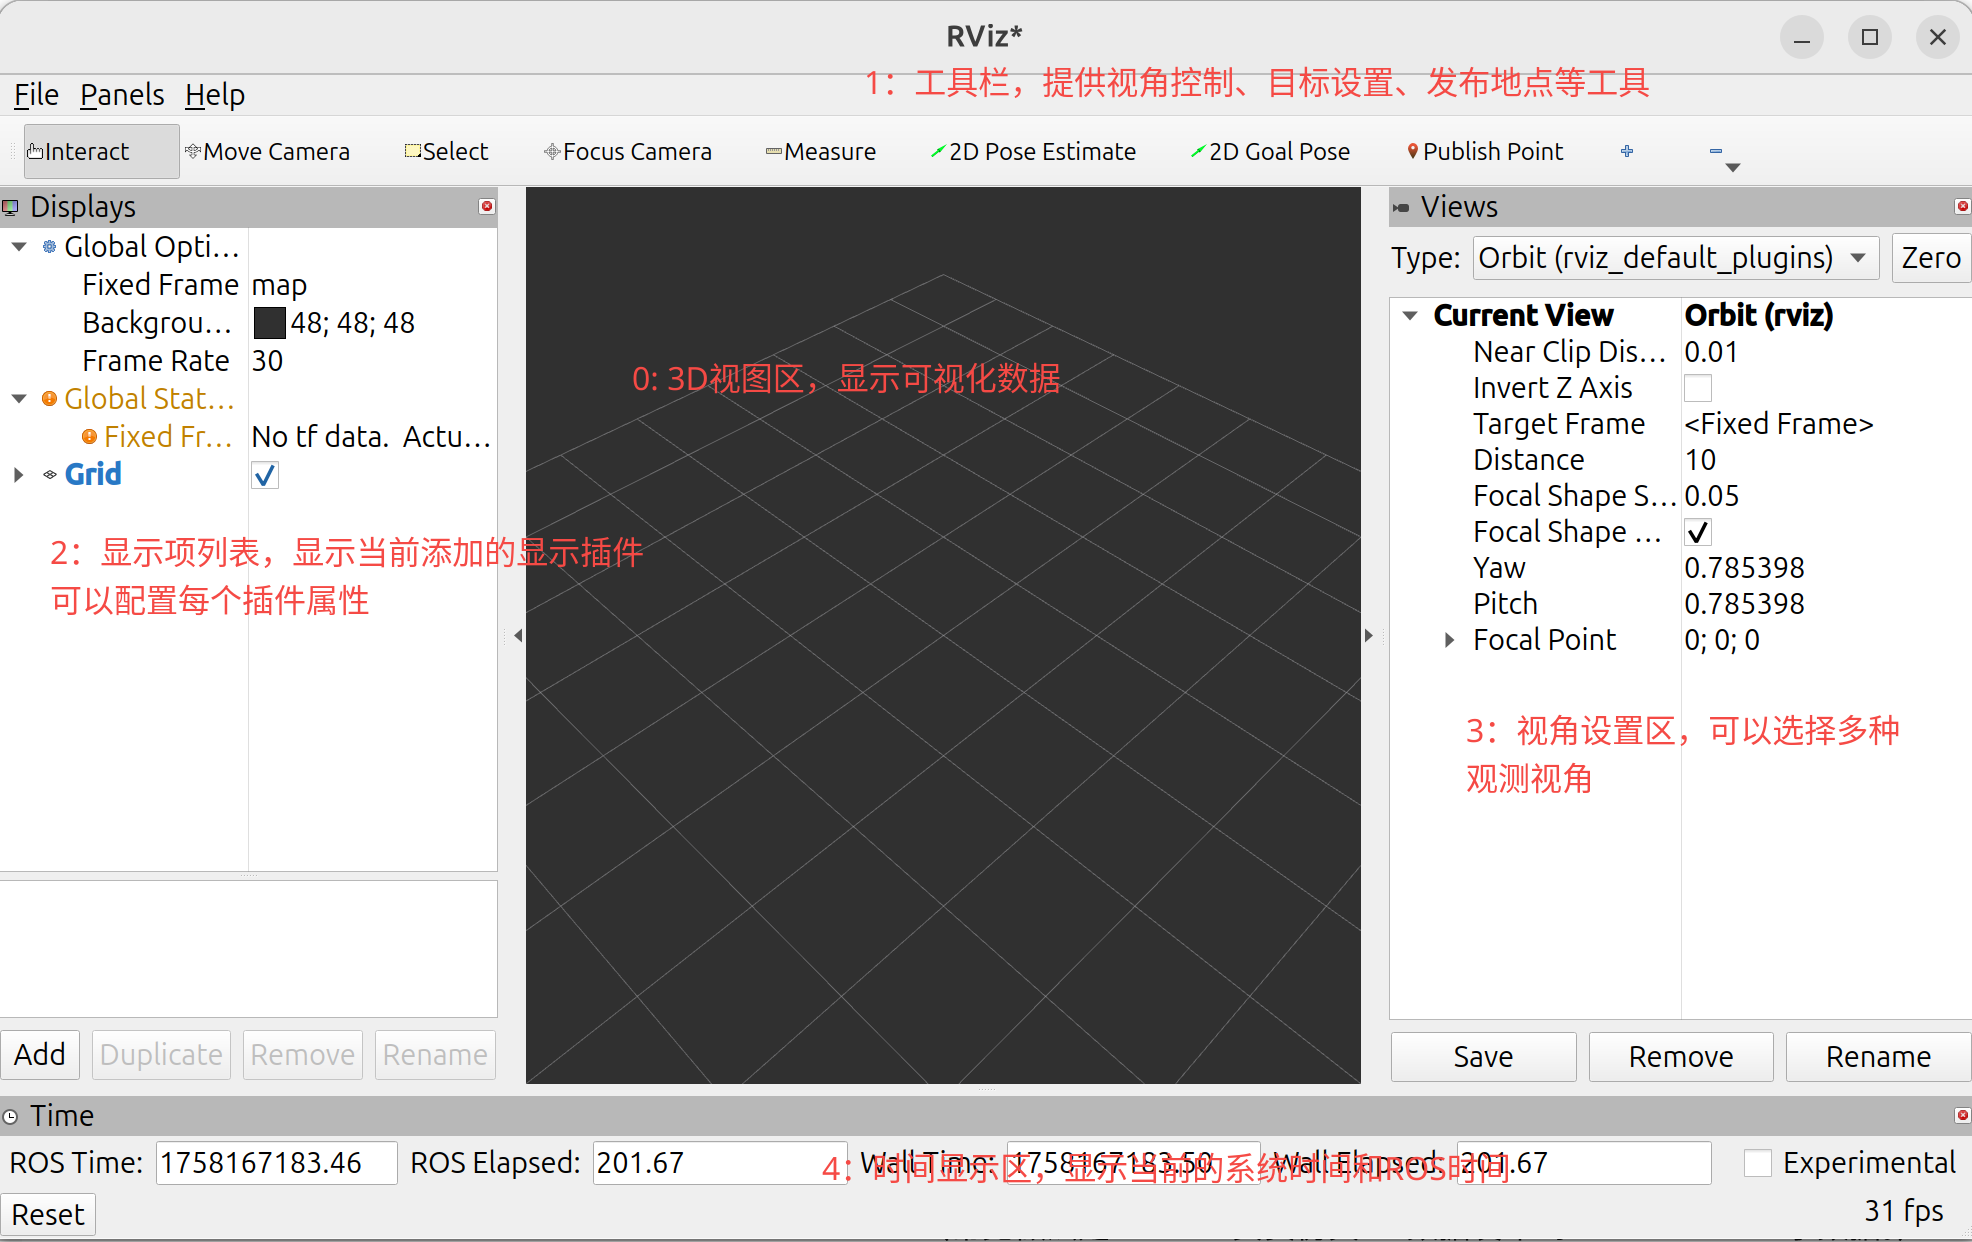 RViz*
1：工具栏，提供视角控制、目标设置、发布地点等工具
File Panels Help
Interact Move Camera Select Focus Camera Measure 2D Pose Estimate 2D Goal Pose Publish Point
Displays
Global Opti...
Fixed Frame map
Backgrou... 48; 48; 48
Frame Rate 30
Global Stat...
Fixed Fr... No tf data. Actu...
Grid
2：显示项列表，显示当前添加的显示插件
可以配置每个插件属性
Add Duplicate Remove Rename
0: 3D视图区，显示可视化数据
Views
Type: Orbit (rviz_default_plugins) Zero
Current View Orbit (rviz)
Near Clip Dis... 0.01
Invert Z Axis
Target Frame <Fixed Frame>
Distance 10
Focal Shape S... 0.05
Focal Shape ...
Yaw 0.785398
Pitch 0.785398
Focal Point 0; 0; 0
3：视角设置区，可以选择多种
观测视角
Save Remove Rename
Time
ROS Time: 1758167183.46 ROS Elapsed: 201.67 Wall Time: 1758167183.50 Wall Elapsed: 201.67 Experimental
4：时间显示区，显示当前的系统时间和ROS时间
Reset 31 fps